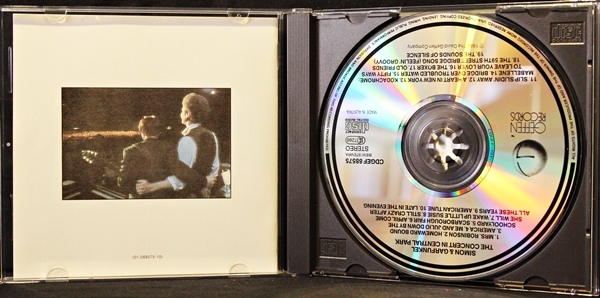 SIMON & GARFUNKEL
THE CONCERT IN CENTRAL PARK
1. MRS. ROBINSON 2. HOMEWARD BOUND
3. AMERICA 4. ME AND JULIO DOWN BY THE
SCHOOLYARD 5. SCARBOROUGH FAIR 6. APRIL COME
SHE WILL 7. WAKE UP LITTLE SUSIE 8. STILL CRAZY AFTER
ALL THESE YEARS 9. AMERICAN TUNE 10. LATE IN THE EVENING
GEFFEN
RECORDS
CDGEF 88575
STEREO
BIEM/STEMRA
MADE IN AUSTRIA
11. SLIP SLIDIN' AWAY 12. A HEART IN NEW YORK 13. KODACHROME/
MABELLENE 14. BRIDGE OVER TROUBLED WATER 15. FIFTY WAYS
TO LEAVE YOUR LOVER 16. THE BOXER 17. OLD FRIENDS
18. THE 59TH STREET BRIDGE SONG (FEELIN' GROOVY)
19. THE SOUNDS OF SILENCE